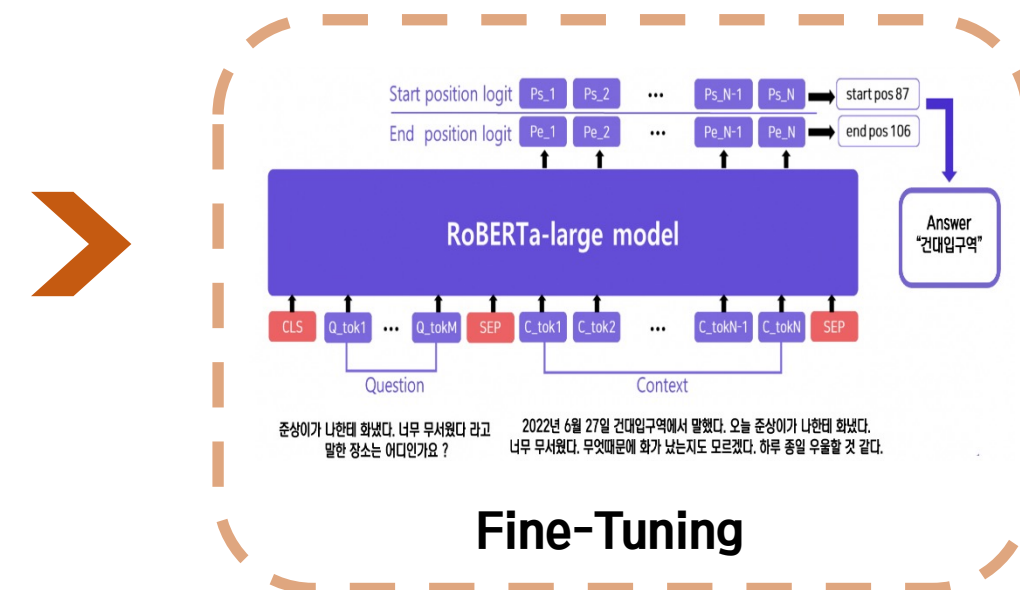 Start position logit Ps_1 Ps_2 ... Ps_N-1 Ps_N start pos 87
End position logit Pe_1 Pe_2 ... Pe_N-1 Pe_N end pos 106
RoBERTa-large model
Answer
“건대입구역”
CLS Q_tok1 ... Q_tokM SEP C_tok1 C_tok2 ... C_tokN-1 C_tokN SEP
Question Context
준상이가 나한테 화냈다. 너무 무서웠다 라고
말한 장소는 어디인가요 ?
2022년 6월 27일 건대입구역에서 말했다. 오늘 준상이가 나한테 화냈다.
너무 무서웠다. 무엇때문에 화가 났는지도 모르겠다. 하루 종일 우울할 것 같다.
Fine-Tuning